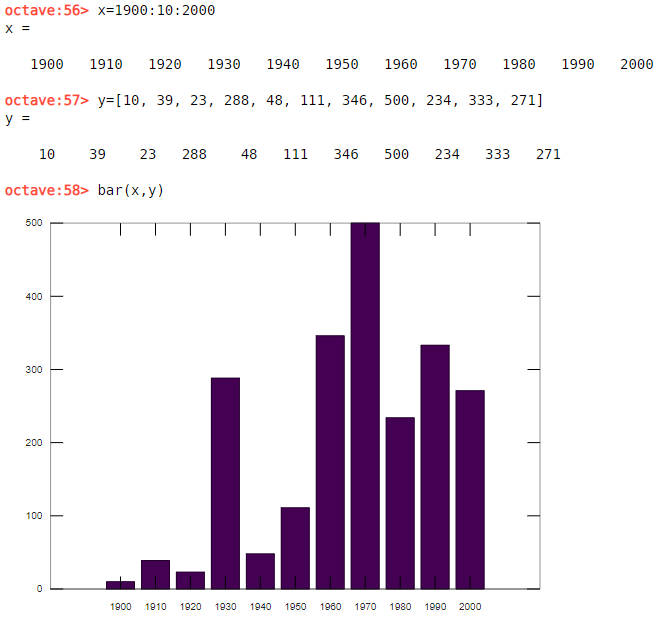 octave:56> x=1900:10:2000
x =
1900 1910 1920 1930 1940 1950 1960 1970 1980 1990 2000
octave:57> y=[10, 39, 23, 288, 48, 111, 346, 500, 234, 333, 271]
y =
10 39 23 288 48 111 346 500 234 333 271
octave:58> bar(x,y)
500
400
300
200
100
0
1900 1910 1920 1930 1940 1950 1960 1970 1980 1990 2000